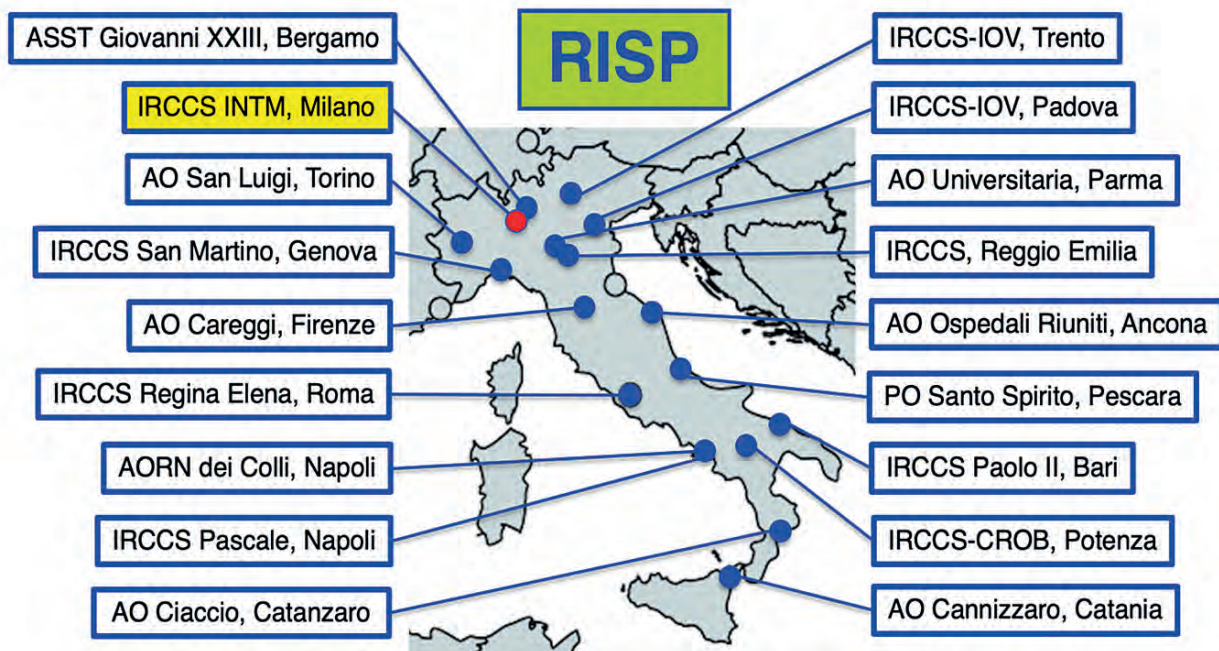 RISP
ASST Giovanni XXIII, Bergamo
IRCCS INTM, Milano
AO San Luigi, Torino
IRCCS San Martino, Genova
AO Careggi, Firenze
IRCCS Regina Elena, Roma
AORN dei Colli, Napoli
IRCCS Pascale, Napoli
AO Ciaccio, Catanzaro
IRCCS-IOV, Trento
IRCCS-IOV, Padova
AO Universitaria, Parma
IRCCS, Reggio Emilia
AO Ospedali Riuniti, Ancona
PO Santo Spirito, Pescara
IRCCS Paolo II, Bari
IRCCS-CROB, Potenza
AO Cannizzaro, Catania